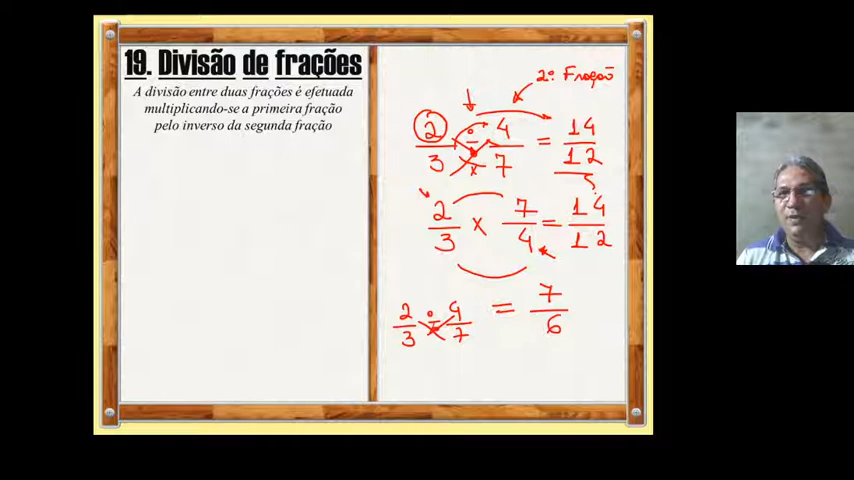 19. Divisão de frações
A divisão entre duas frações é efetuada
multiplicando-se a primeira fração
pelo inverso da segunda fração
2º Fração
2/3 ÷ 4/7 = 14/12
x
2/3 x 7/4 = 14/12
2/3 ÷ 4/7 = 7/6